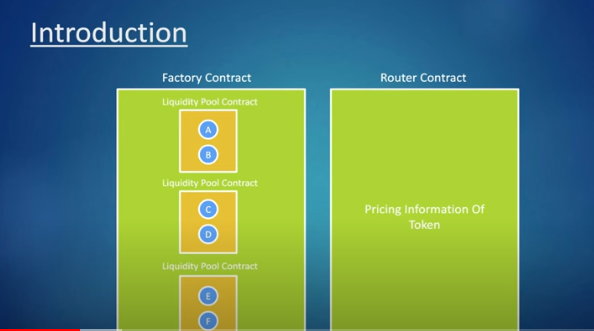 Introduction
Factory Contract
Router Contract
Liquidity Pool Contract
A
B
Liquidity Pool Contract
C
D
Liquidity Pool Contract
E
F
Pricing Information Of
Token